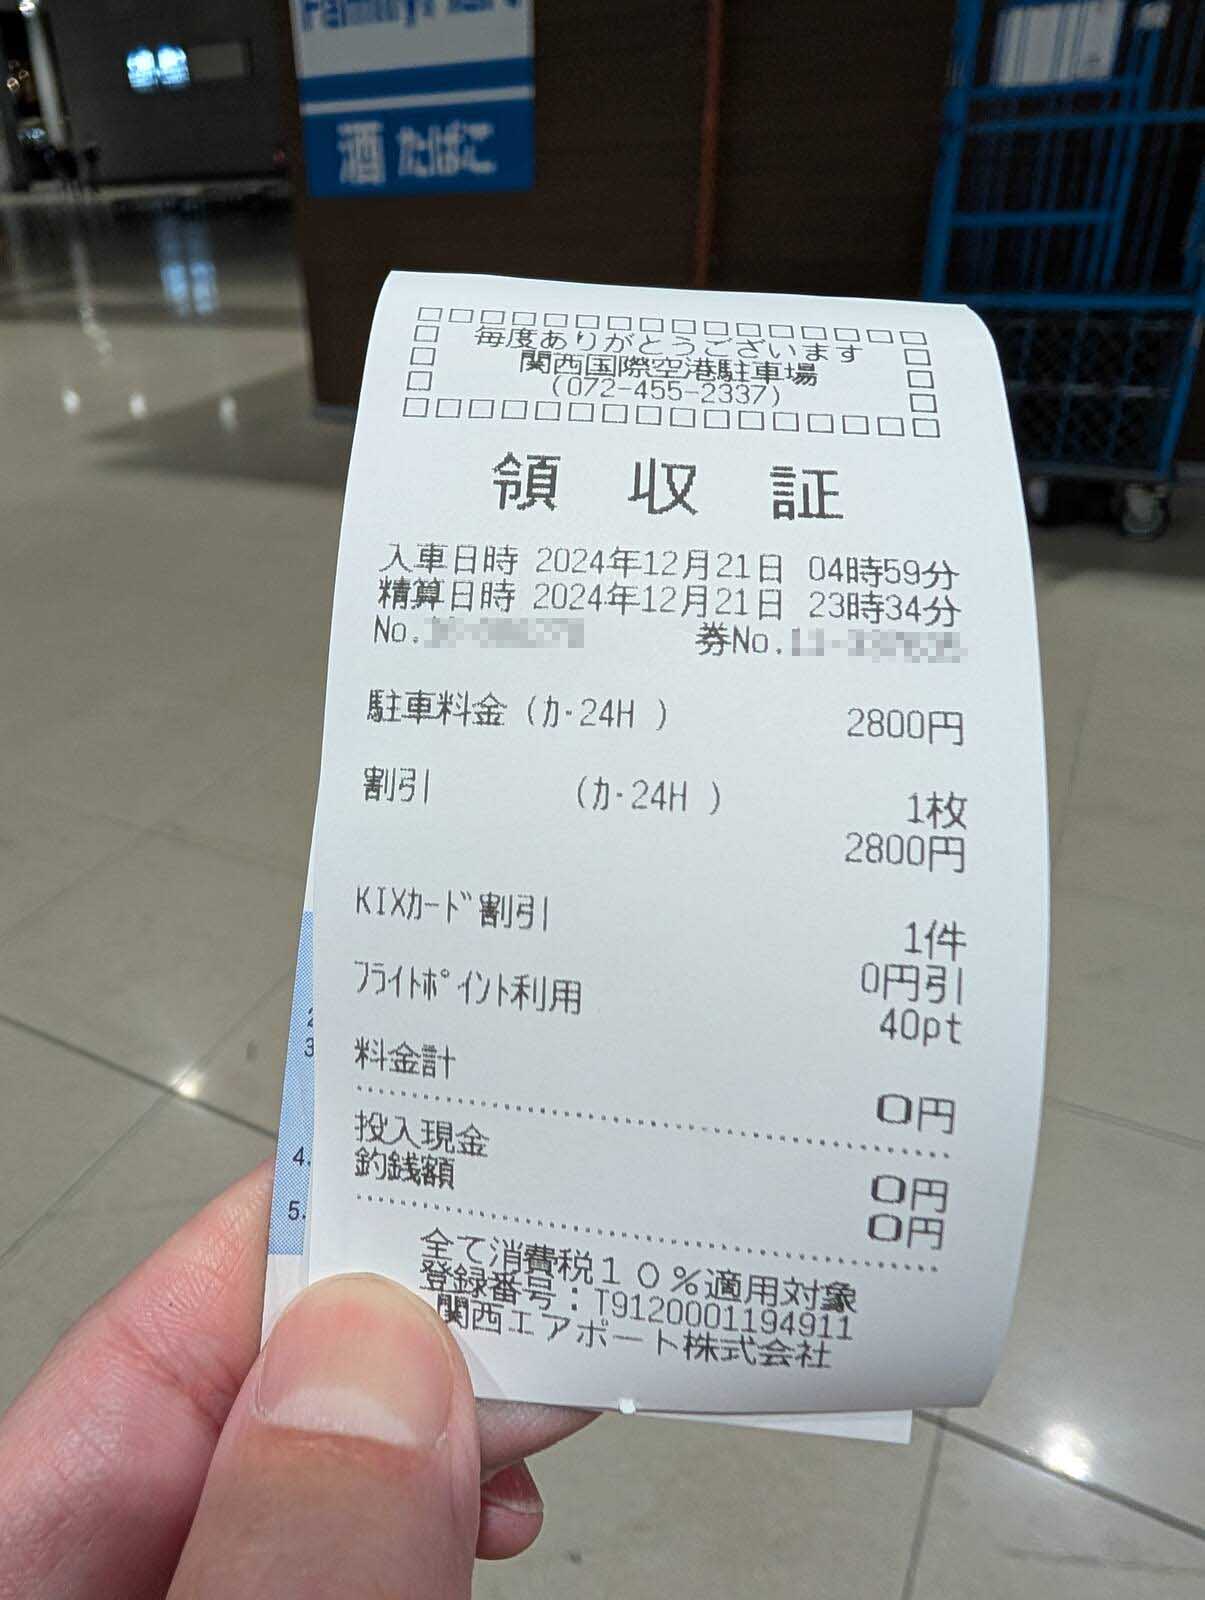 FamilyMart
酒 たばこ
毎度ありがとうございます
関西国際空港駐車場
(072-455-2337)
領収証
入車日時 2024年12月21日 04時59分
精算日時 2024年12月21日 23時34分
No. 券No.
駐車料金(カ・24H ) 2800円
割引 (カ・24H ) 1枚
2800円
KIXカード割引 1件
0円引
フライトポイント利用 40pt
料金計 0円
投入現金 0円
釣銭額 0円
全て消費税10%適用対象
登録番号:T9120001194911
関西エアポート株式会社
3
4.
5.